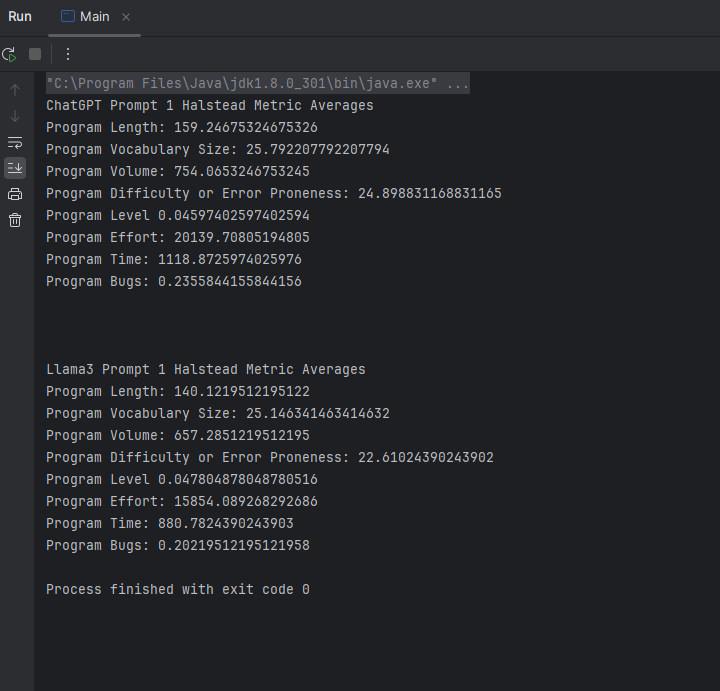 Run Main
"C:\Program Files\Java\jdk1.8.0_301\bin\java.exe" ...
ChatGPT Prompt 1 Halstead Metric Averages
Program Length: 159.24675324675326
Program Vocabulary Size: 25.792207792207794
Program Volume: 754.0653246753245
Program Difficulty or Error Proneness: 24.898831168831165
Program Level 0.04597402597402594
Program Effort: 20139.70805194805
Program Time: 1118.8725974025976
Program Bugs: 0.2355844155844156
Llama3 Prompt 1 Halstead Metric Averages
Program Length: 140.1219512195122
Program Vocabulary Size: 25.146341463414632
Program Volume: 657.2851219512195
Program Difficulty or Error Proneness: 22.61024390243902
Program Level 0.047804878048780516
Program Effort: 15854.089268292686
Program Time: 880.7824390243903
Program Bugs: 0.20219512195121958
Process finished with exit code 0